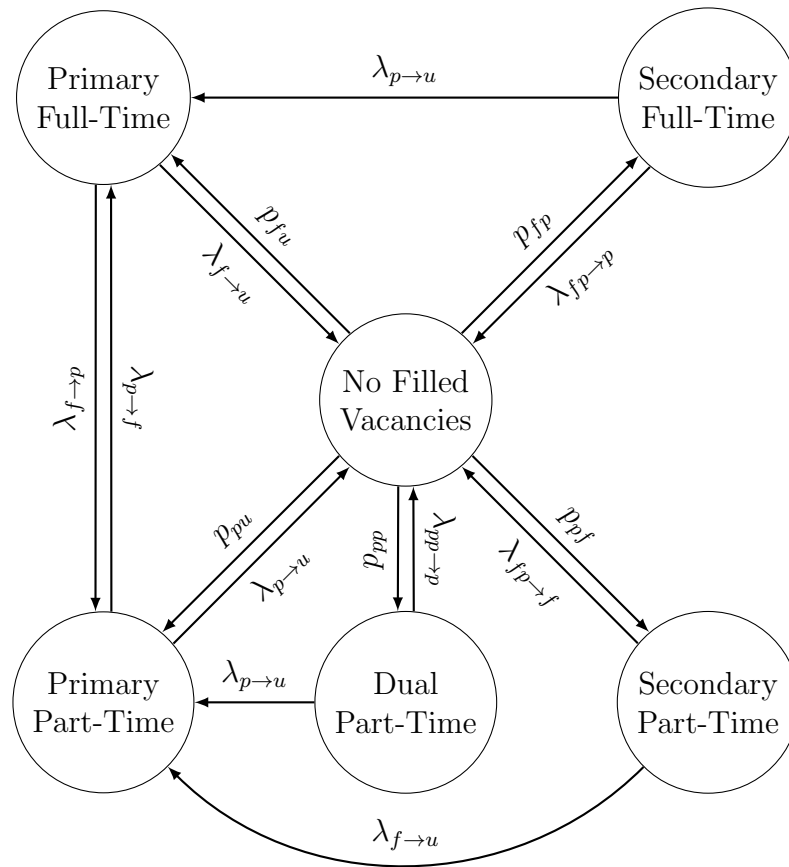 Primary
Full-Time
λ_{p→u}
Secondary
Full-Time
p_{fu}
λ_{f→u}
p_{fp}
λ_{fp→p}
λ_{f→p}
λ_{p→f}
No Filled
Vacancies
p_{pu}
λ_{p→u}
p_{pp}
λ_{pp→p}
p_{pf}
λ_{fp→f}
Primary
Part-Time
λ_{p→u}
Dual
Part-Time
Secondary
Part-Time
λ_{f→u}